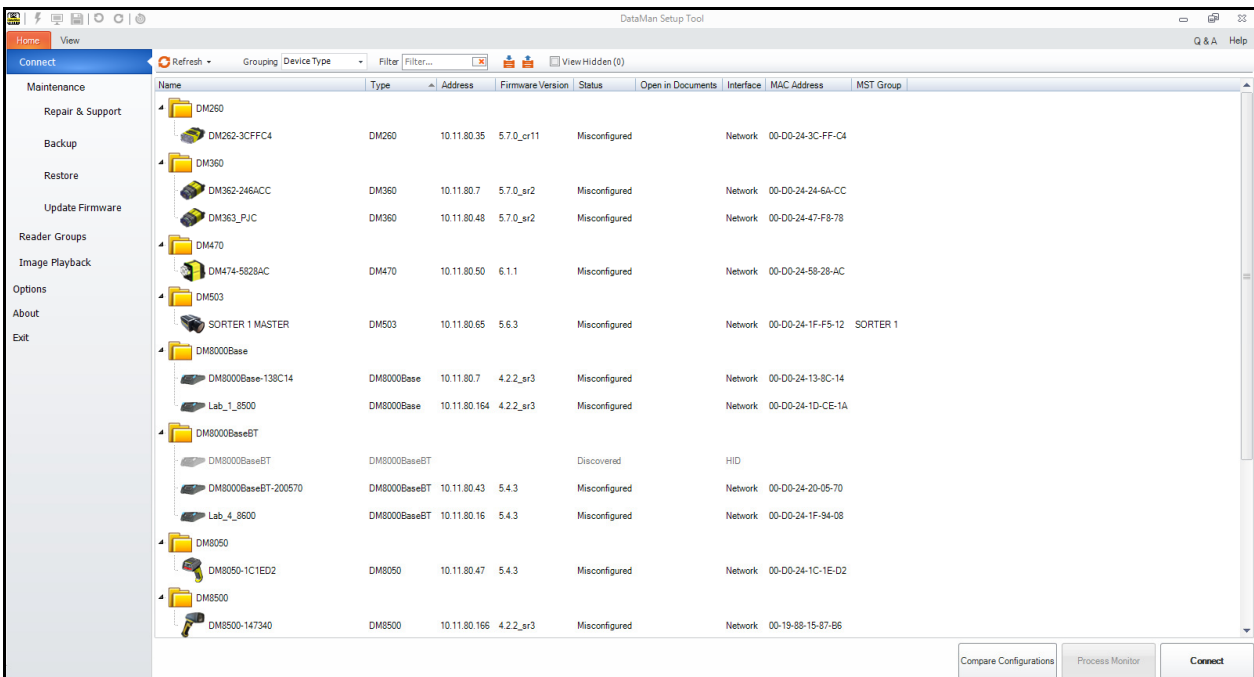 DataMan Setup Tool
Home View Q & A Help
Connect
Maintenance
Repair & Support
Backup
Restore
Update Firmware
Reader Groups
Image Playback
Options
About
Exit
Refresh Grouping Device Type Filter Filter... View Hidden (0)
Name Type Address Firmware Version Status Open in Documents Interface MAC Address MST Group
DM260
DM262-3CFFC4 DM260 10.11.80.35 5.7.0_cr11 Misconfigured Network 00-D0-24-3C-FF-C4
DM360
DM362-246ACC DM360 10.11.80.7 5.7.0_sr2 Misconfigured Network 00-D0-24-24-6A-CC
DM363_PJC DM360 10.11.80.48 5.7.0_sr2 Misconfigured Network 00-D0-24-47-F8-78
DM470
DM474-5828AC DM470 10.11.80.50 6.1.1 Misconfigured Network 00-D0-24-58-28-AC
DM503
SORTER 1 MASTER DM503 10.11.80.65 5.6.3 Misconfigured Network 00-D0-24-1F-F5-12 SORTER 1
DM8000Base
DM8000Base-138C14 DM8000Base 10.11.80.7 4.2.2_sr3 Misconfigured Network 00-D0-24-13-8C-14
Lab_1_8500 DM8000Base 10.11.80.164 4.2.2_sr3 Misconfigured Network 00-D0-24-1D-CE-1A
DM8000BaseBT
DM8000BaseBT DM8000BaseBT Discovered HID
DM8000BaseBT-200570 DM8000BaseBT 10.11.80.43 5.4.3 Misconfigured Network 00-D0-24-20-05-70
Lab_4_8600 DM8000BaseBT 10.11.80.16 5.4.3 Misconfigured Network 00-D0-24-1F-94-08
DM8050
DM8050-1C1ED2 DM8050 10.11.80.47 5.4.3 Misconfigured Network 00-D0-24-1C-1E-D2
DM8500
DM8500-147340 DM8500 10.11.80.166 4.2.2_sr3 Misconfigured Network 00-19-88-15-87-B6
Compare Configurations Process Monitor Connect